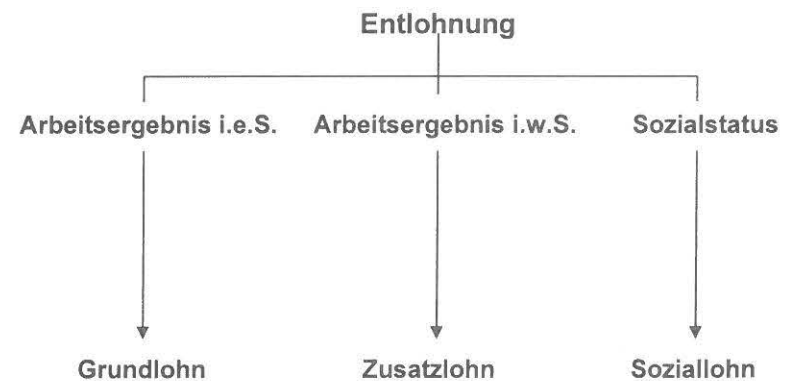 Entlohnung
Arbeitsergebnis i.e.S. Arbeitsergebnis i.w.S. Sozialstatus
Grundlohn Zusatzlohn Soziallohn